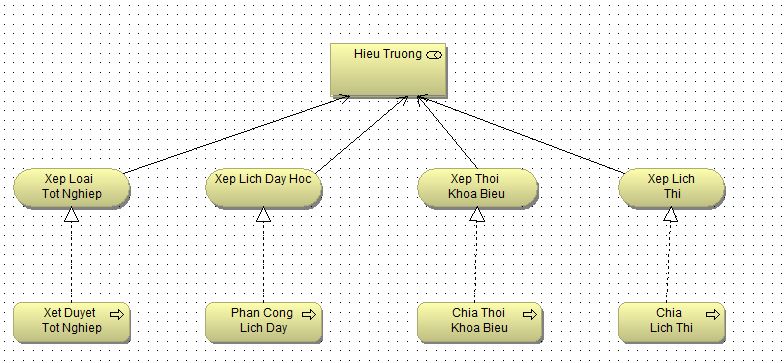 Hieu Truong
Xep Loai
Tot Nghiep
Xep Lich Day Hoc
Xep Thoi
Khoa Bieu
Xep Lich
Thi
Xet Duyet
Tot Nghiep
Phan Cong
Lich Day
Chia Thoi
Khoa Bieu
Chia
Lich Thi